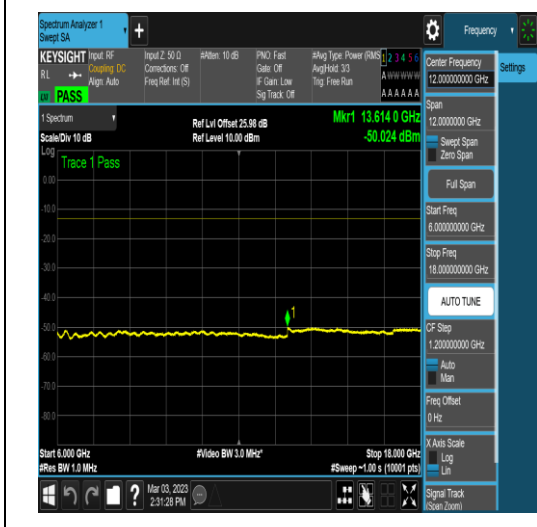 Spectrum Analyzer 1
Swept SA
+
Frequency
KEYSIGHT Input: RF
Input Z: 50 Ω
#Atten: 10 dB
PNO: Fast
#Avg Type: Power (RMS)
1 2 3 4 5 6
RL
Coupling: DC
Corrections: Off
Gate: Off
Avg|Hold: 3/3
A W W W W W
Align: Auto
Freq Ref: Int (S)
IF Gain: Low
Trig: Free Run
PASS
Sig Track: Off
A A A A A A
1 Spectrum
Ref Lvl Offset 25.98 dB
Mkr1 13.614 0 GHz
Scale/Div 10 dB
Ref Level 10.00 dBm
-50.024 dBm
Log
Trace 1 Pass
0.00
-10.0
-20.0
-30.0
-40.0
-50.0
-60.0
-70.0
-80.0
1
Start 6.000 GHz
#Video BW 3.0 MHz*
Stop 18.000 GHz
#Res BW 1.0 MHz
#Sweep ~1.00 s (10001 pts)
Mar 03, 2023
2:31:28 PM
Center Frequency
12.000000000 GHz
Settings
Span
12.0000000 GHz
Swept Span
Zero Span
Full Span
Start Freq
6.000000000 GHz
Stop Freq
18.000000000 GHz
AUTO TUNE
CF Step
1.200000000 GHz
Auto
Man
Freq Offset
0 Hz
X Axis Scale
Log
Lin
Signal Track
(Span Zoom)